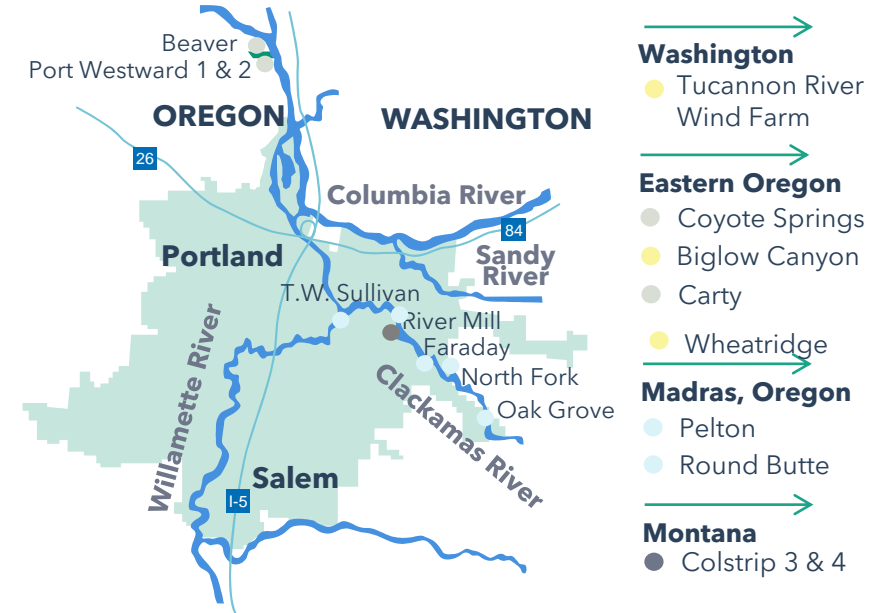 Beaver
Port Westward 1 & 2
OREGON
WASHINGTON
26
Columbia River
84
Portland
Sandy
River
T.W. Sullivan
River Mill
Faraday
North Fork
Oak Grove
Willamette River
Clackamas River
Salem
I-5
Washington
Tucannon River
Wind Farm
Eastern Oregon
Coyote Springs
Biglow Canyon
Carty
Wheatridge
Madras, Oregon
Pelton
Round Butte
Montana
Colstrip 3 & 4